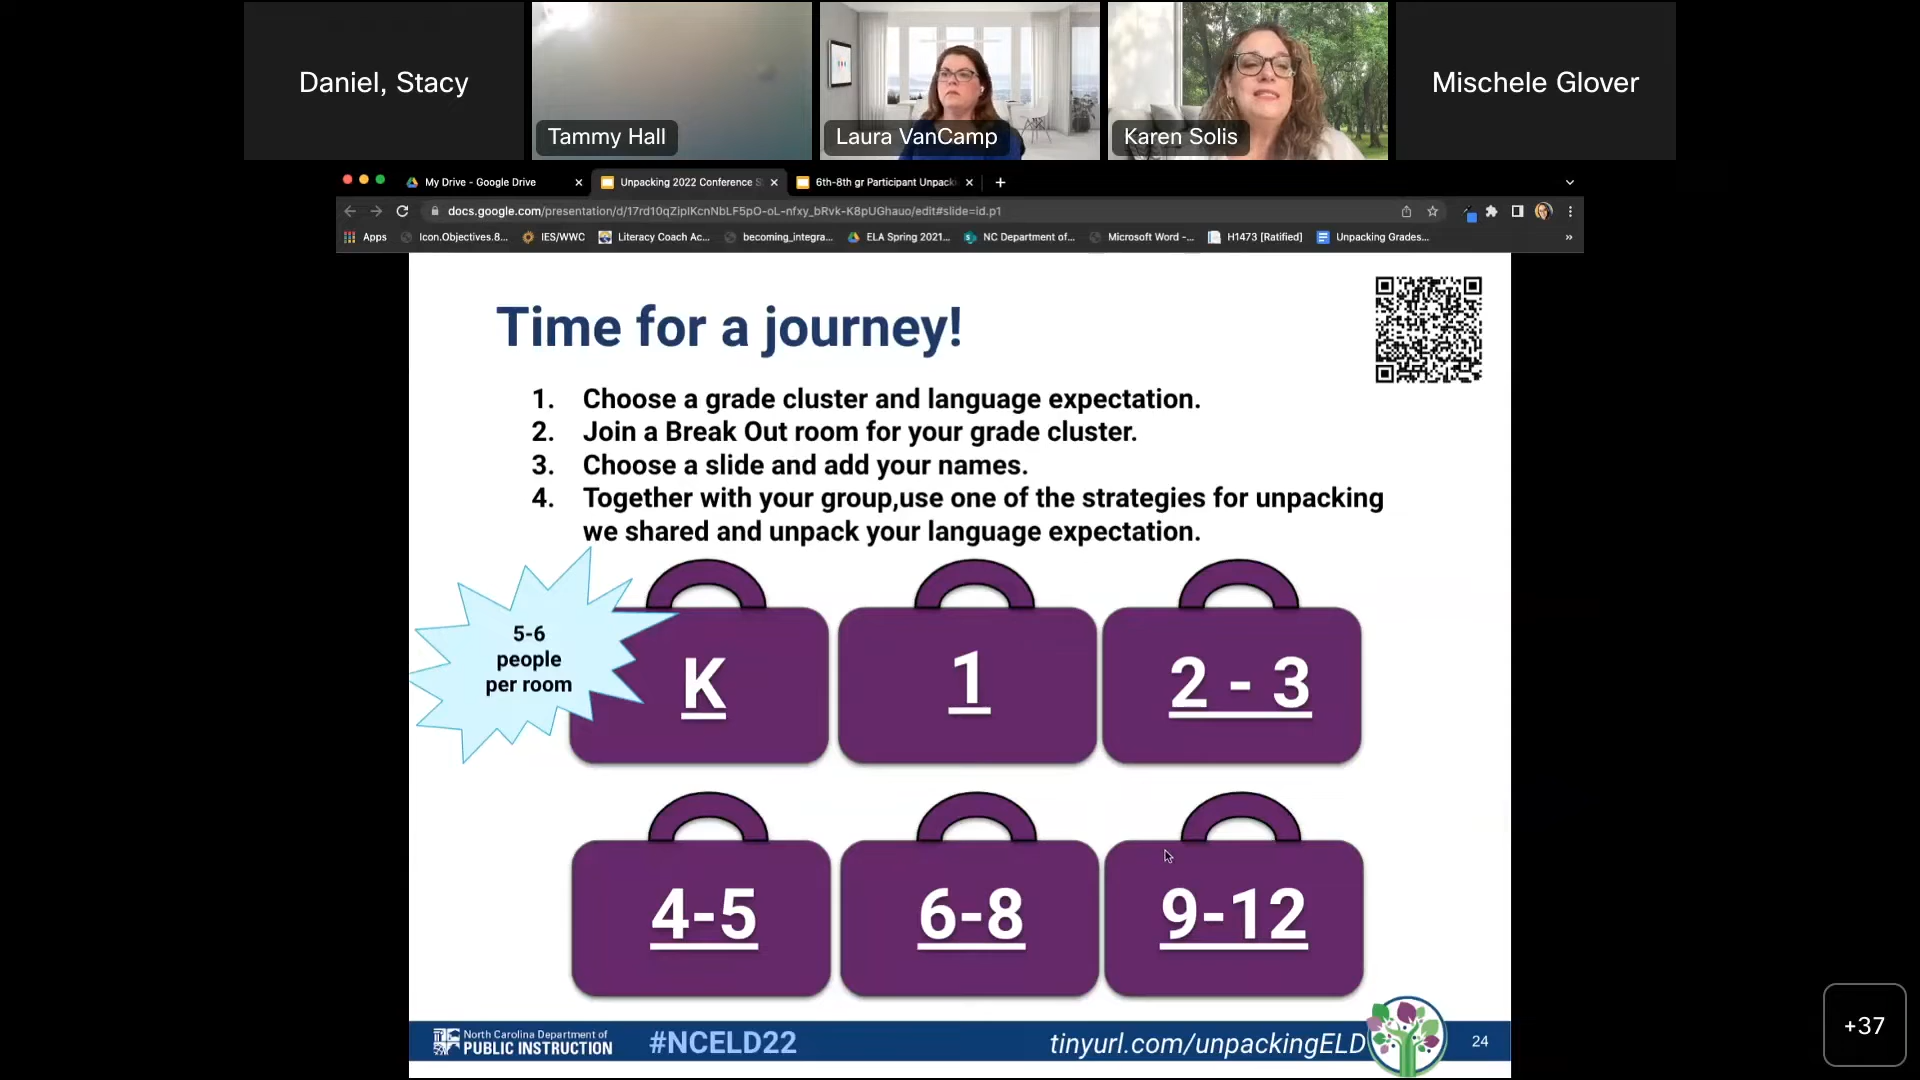 Daniel, Stacy
Tammy Hall
Laura VanCamp
Karen Solis
Mischele Glover
My Drive - Google Drive
Unpacking 2022 Conference S
6th-8th gr Participant Unpack
docs.google.com/presentation/d/17rd10qZipIKcnNbLF5pO-oL-nfxy_bRvk-K8pUGhauo/edit#slide=id.p1
Apps
Icon.Objectives.8...
IES/WWC
Literacy Coach Ac...
becoming_integra...
ELA Spring 2021...
NC Department of...
Microsoft Word -...
H1473 [Ratified]
Unpacking Grades...
»
Time for a journey!
1. Choose a grade cluster and language expectation.
2. Join a Break Out room for your grade cluster.
3. Choose a slide and add your names.
4. Together with your group,use one of the strategies for unpacking
we shared and unpack your language expectation.
5-6
people
per room
K
1
2 - 3
4-5
6-8
9-12
North Carolina Department of
PUBLIC INSTRUCTION
#NCELD22
tinyurl.com/unpackingELD
24
+37